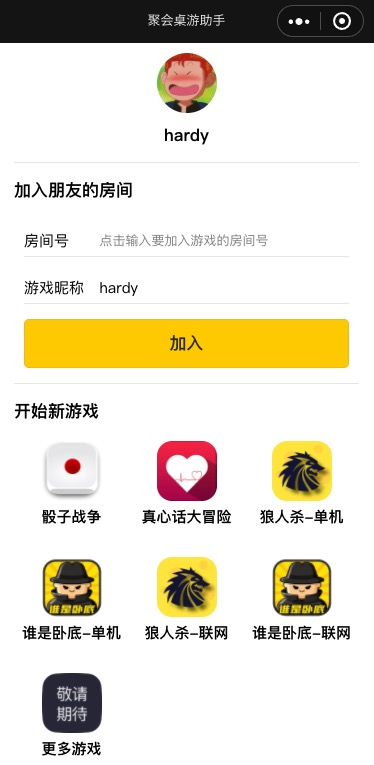 聚会桌游助手
hardy
加入朋友的房间
房间号 点击输入要加入游戏的房间号
游戏昵称 hardy
加入
开始新游戏
骰子战争 真心话大冒险 狼人杀-单机
谁是卧底 谁是卧底
谁是卧底-单机 狼人杀-联网 谁是卧底-联网
敬请
期待
更多游戏